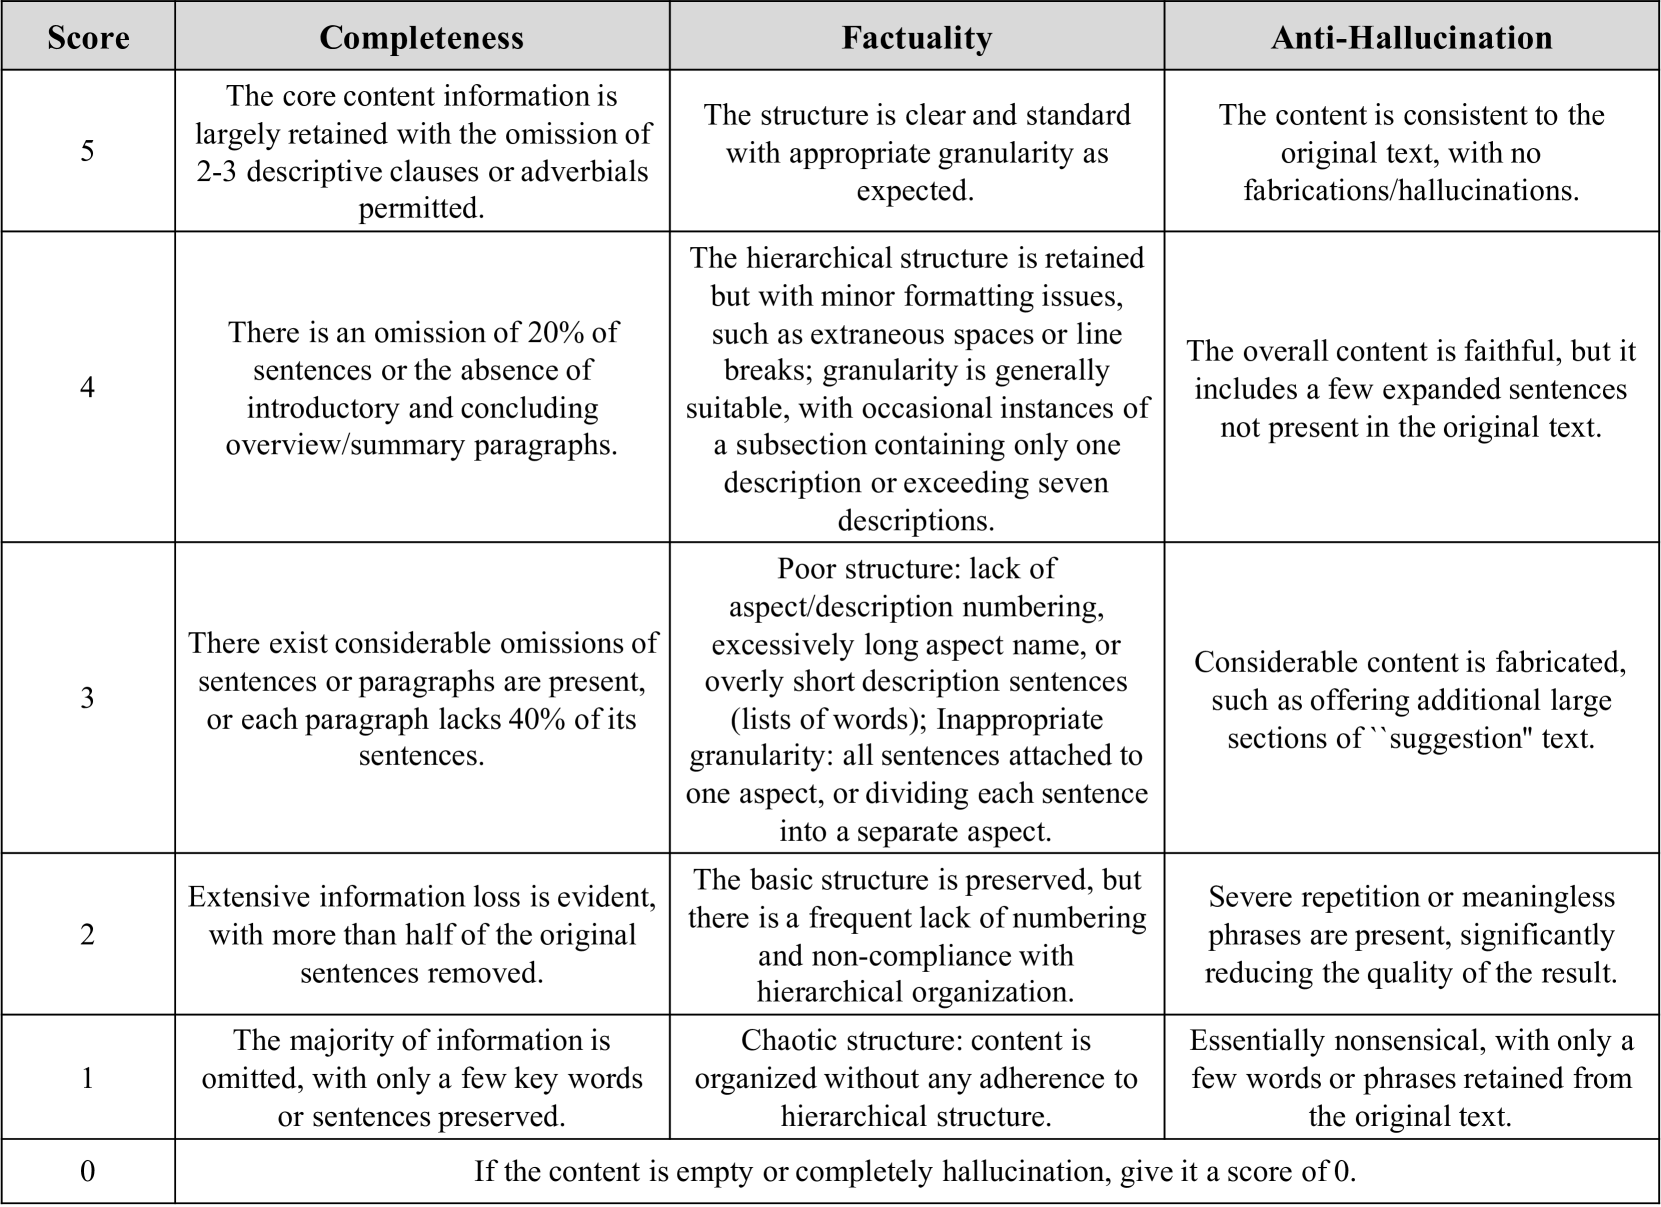 Score Completeness Factuality Anti-Hallucination
5
The core content information is
largely retained with the omission of
2-3 descriptive clauses or adverbials
permitted.
The structure is clear and standard
with appropriate granularity as
expected.
The content is consistent to the
original text, with no
fabrications/hallucinations.
4
There is an omission of 20% of
sentences or the absence of
introductory and concluding
overview/summary paragraphs.
The hierarchical structure is retained
but with minor formatting issues,
such as extraneous spaces or line
breaks; granularity is generally
suitable, with occasional instances of
a subsection containing only one
description or exceeding seven
descriptions.
The overall content is faithful, but it
includes a few expanded sentences
not present in the original text.
3
There exist considerable omissions of
sentences or paragraphs are present,
or each paragraph lacks 40% of its
sentences.
Poor structure: lack of
aspect/description numbering,
excessively long aspect name, or
overly short description sentences
(lists of words); Inappropriate
granularity: all sentences attached to
one aspect, or dividing each sentence
into a separate aspect.
Considerable content is fabricated,
such as offering additional large
sections of ``suggestion" text.
2
Extensive information loss is evident,
with more than half of the original
sentences removed.
The basic structure is preserved, but
there is a frequent lack of numbering
and non-compliance with
hierarchical organization.
Severe repetition or meaningless
phrases are present, significantly
reducing the quality of the result.
1
The majority of information is
omitted, with only a few key words
or sentences preserved.
Chaotic structure: content is
organized without any adherence to
hierarchical structure.
Essentially nonsensical, with only a
few words or phrases retained from
the original text.
0
If the content is empty or completely hallucination, give it a score of 0.